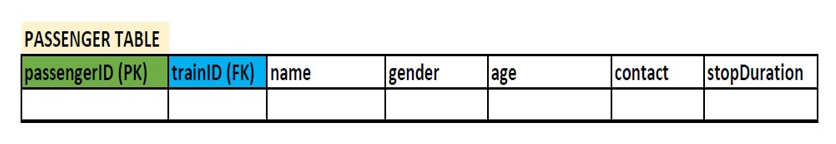 PASSENGER TABLE
passengerID (PK) trainID (FK) name gender age contact stopDuration